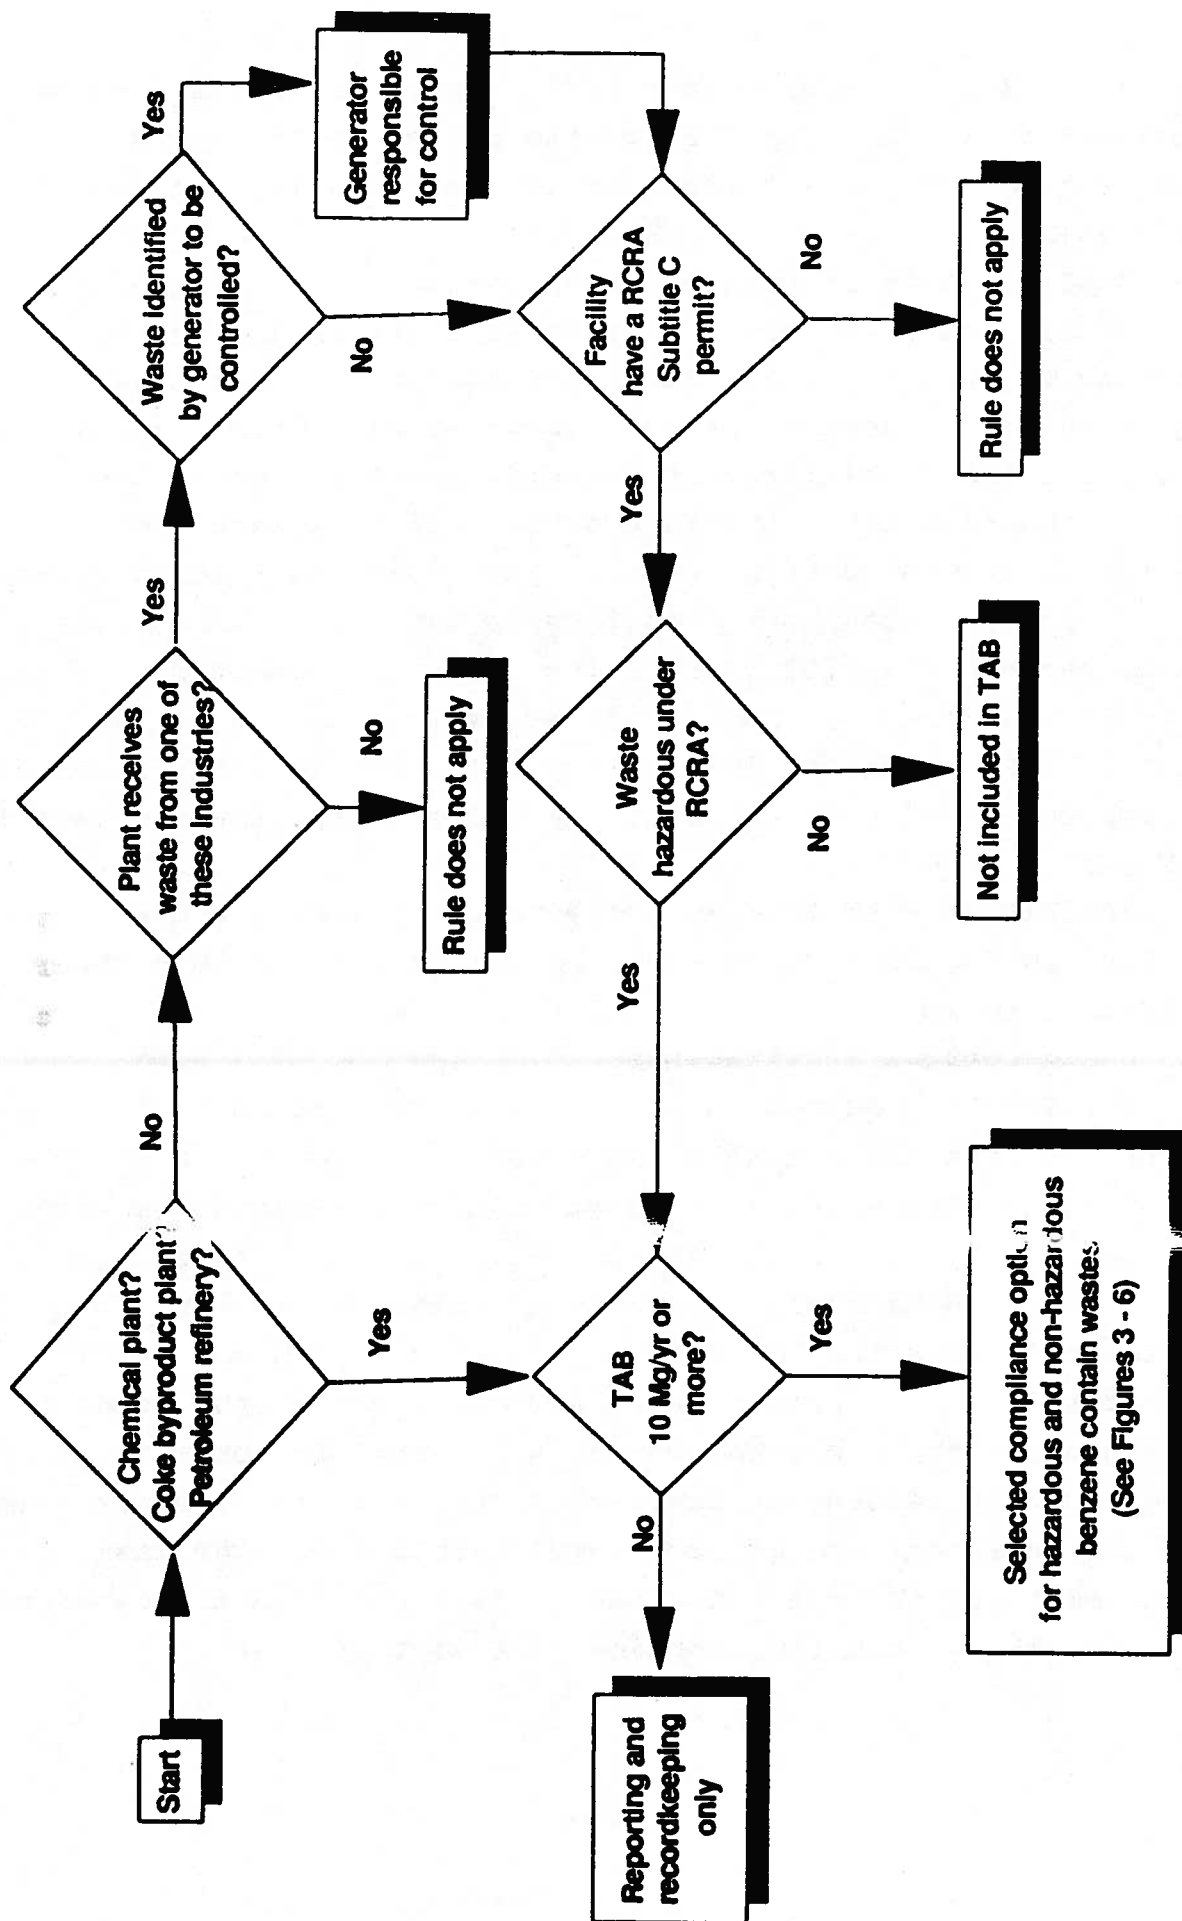 Start
Chemical plant?
Coke byproduct plant?
Petroleum refinery?
No
Yes
Plant receives
waste from one of
these industries?
Yes
No
Rule does not apply
Waste identified
by generator to be
controlled?
Yes
No
Generator
responsible
for control
Facility
have a RCRA
Subtitle C
permit?
No
Rule does not apply
Yes
Waste
hazardous under
RCRA?
No
Not included in TAB
Yes
TAB
10 Mg/yr or
more?
No
Reporting and
recordkeeping
only
Yes
Selected compliance option
for hazardous and non-hazardous
benzene contain wastes
(See Figures 3 - 6)